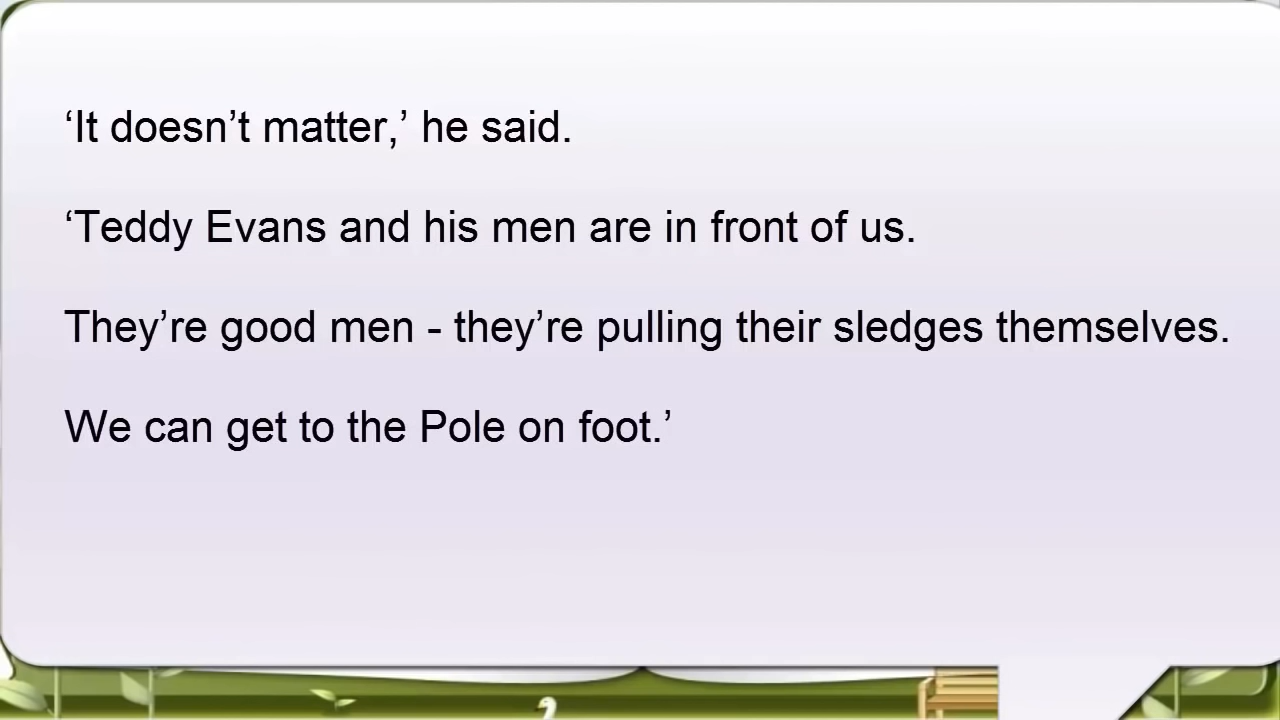 ‘It doesn’t matter,’ he said.
‘Teddy Evans and his men are in front of us.
They’re good men - they’re pulling their sledges themselves.
We can get to the Pole on foot.’